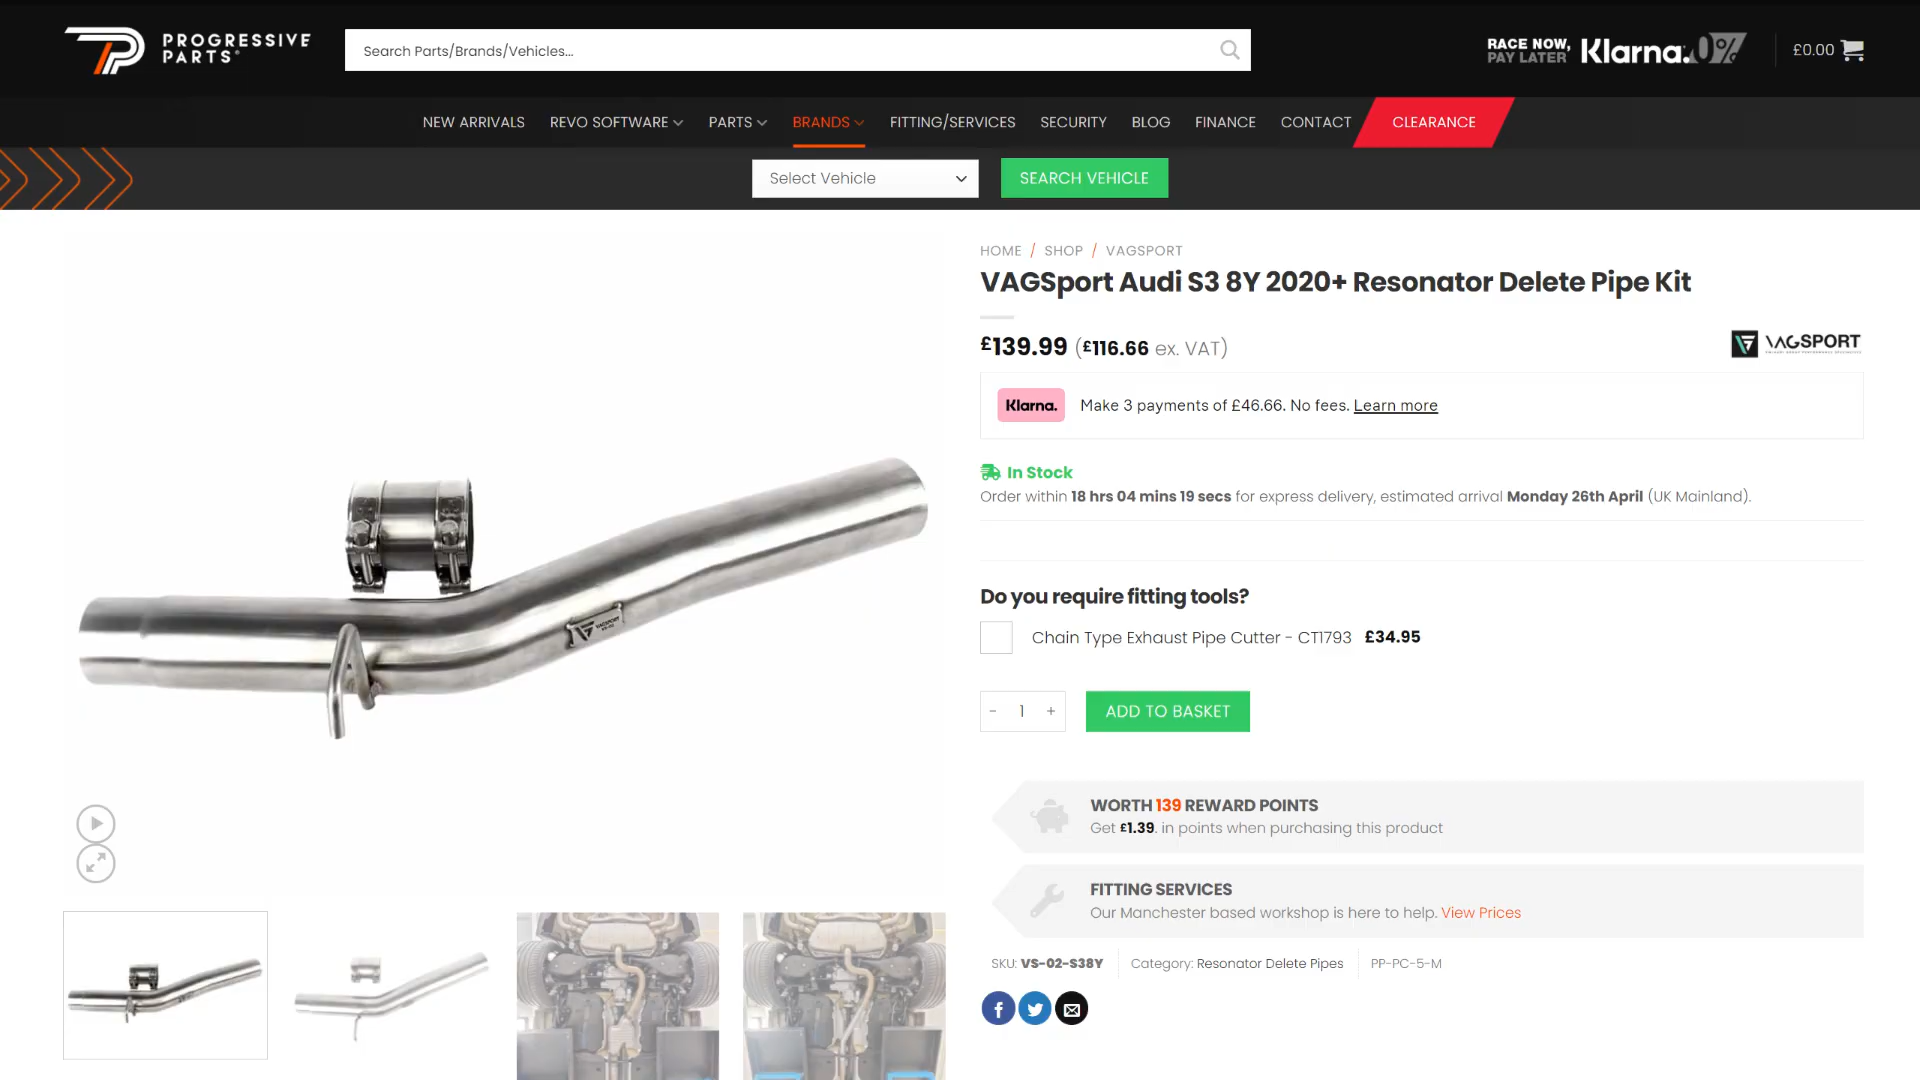 PROGRESSIVE
PARTS®
Search Parts/Brands/Vehicles...
RACE NOW,
PAY LATER
Klarna. 0%
£0.00
NEW ARRIVALS
REVO SOFTWARE
PARTS
BRANDS
FITTING/SERVICES
SECURITY
BLOG
FINANCE
CONTACT
CLEARANCE
Select Vehicle
SEARCH VEHICLE
HOME / SHOP / VAGSPORT
VAGSport Audi S3 8Y 2020+ Resonator Delete Pipe Kit
£139.99 (£116.66 ex. VAT)
VAGSPORT
Klarna. Make 3 payments of £46.66. No fees. Learn more
In Stock
Order within 18 hrs 04 mins 19 secs for express delivery, estimated arrival Monday 26th April (UK Mainland).
Do you require fitting tools?
Chain Type Exhaust Pipe Cutter - CT1793 £34.95
- 1 +
ADD TO BASKET
WORTH 139 REWARD POINTS
Get £1.39. in points when purchasing this product
FITTING SERVICES
Our Manchester based workshop is here to help. View Prices
SKU: VS-02-S38Y
Category: Resonator Delete Pipes
PP-PC-5-M
VAGSPORT